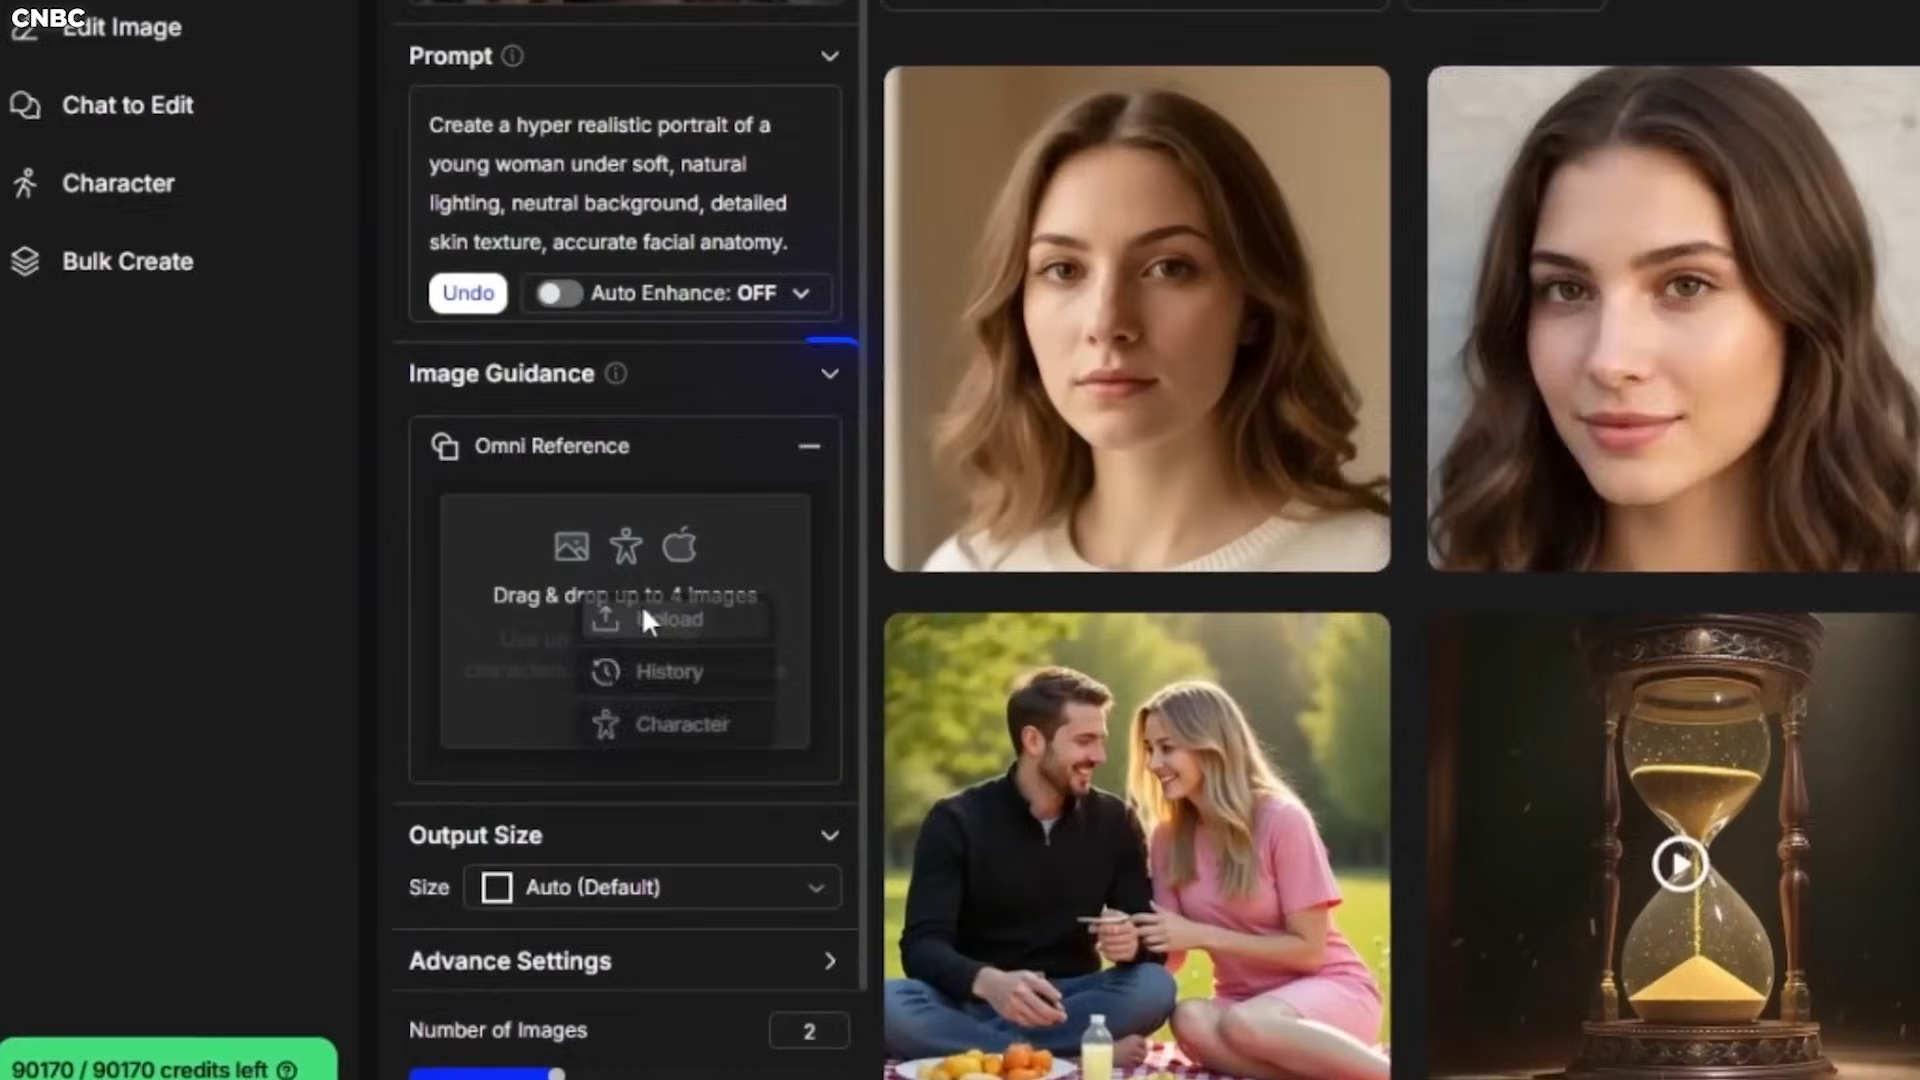 CNBC
Edit Image
Chat to Edit
Character
Bulk Create
90170 / 90170 credits left
Prompt
Create a hyper realistic portrait of a
young woman under soft, natural
lighting, neutral background, detailed
skin texture, accurate facial anatomy.
Undo
Auto Enhance: OFF
Image Guidance
Omni Reference
Drag & drop up to 4 images
Upload
History
Character
Output Size
Size
Auto (Default)
Advance Settings
Number of Images
2